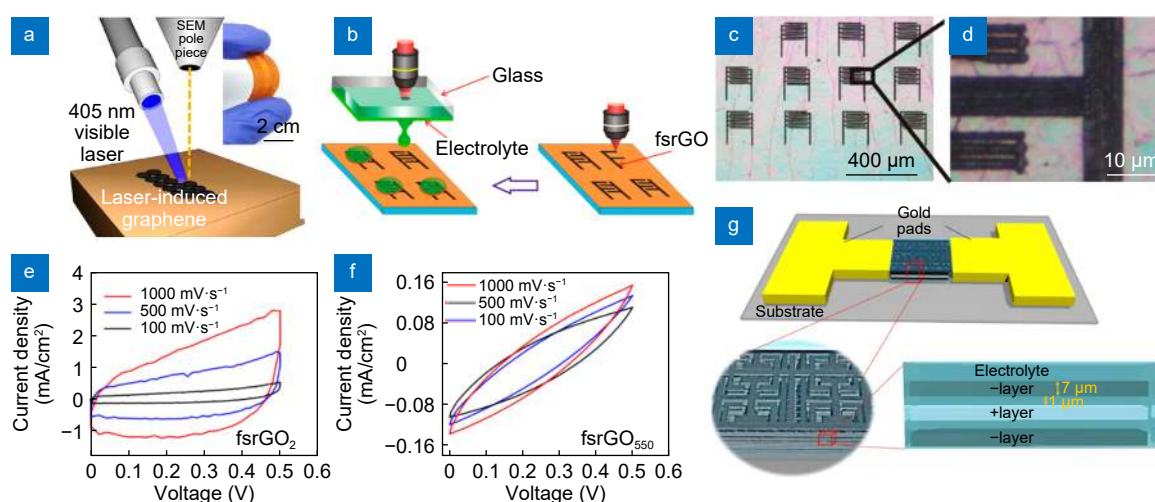 a
SEM
pole
piece
405 nm
visible
laser
2 cm
Laser-induced
graphene
b
Glass
Electrolyte
fsrGO
c
400 μm
d
10 μm
e
Current density
(mA/cm²)
4
3
2
1
0
−1
1000 mV·s⁻¹
500 mV·s⁻¹
100 mV·s⁻¹
fsrGO₂
0 0.1 0.2 0.3 0.4 0.5 0.6
Voltage (V)
f
Current density
(mA/cm²)
0.16
0.08
0
−0.08
−0.16
1000 mV·s⁻¹
500 mV·s⁻¹
100 mV·s⁻¹
fsrGO₅₅₀
0 0.1 0.2 0.3 0.4 0.5 0.6
Voltage (V)
g
Gold
pads
Substrate
Electrolyte
−layer
7 μm
1 μm
+layer
−layer